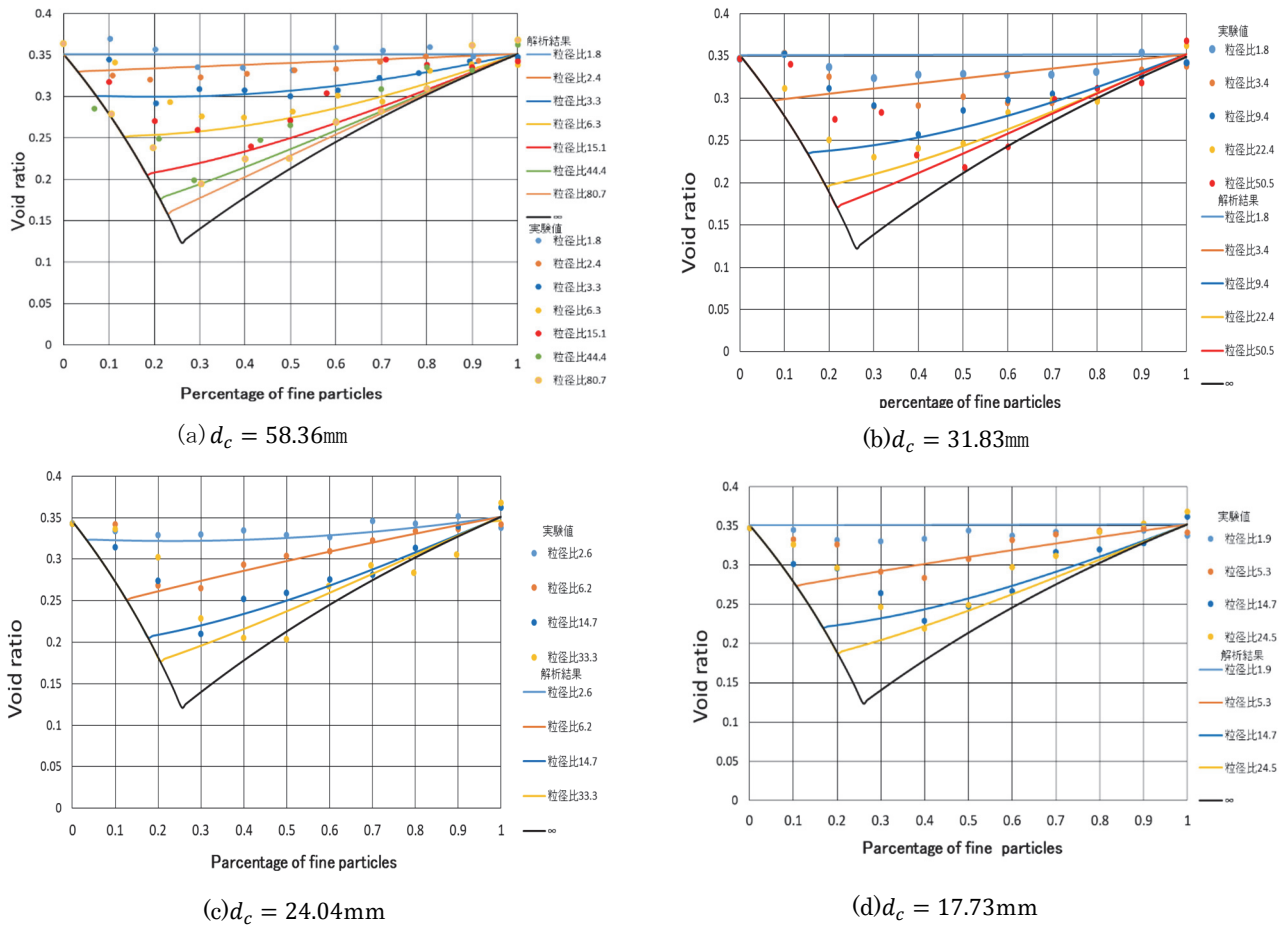 Void ratio
0.4
0.35
0.3
0.25
0.2
0.15
0.1
0.05
0
0 0.1 0.2 0.3 0.4 0.5 0.6 0.7 0.8 0.9 1
Percentage of fine particles
解析結果
粒径比1.8
粒径比2.4
粒径比3.3
粒径比6.3
粒径比15.1
粒径比44.4
粒径比80.7
∞
実験値
粒径比1.8
粒径比2.4
粒径比3.3
粒径比6.3
粒径比15.1
粒径比44.4
粒径比80.7
(a) d_c = 58.36mm
Void ratio
0.4
0.35
0.3
0.25
0.2
0.15
0.1
0.05
0
0 0.1 0.2 0.3 0.4 0.5 0.6 0.7 0.8 0.9 1
percentage of fine particles
実験値
粒径比1.8
粒径比3.4
粒径比9.4
粒径比22.4
粒径比50.5
解析結果
粒径比1.8
粒径比3.4
粒径比9.4
粒径比22.4
粒径比50.5
∞
(b)d_c = 31.83mm
Void ratio
0.4
0.35
0.3
0.25
0.2
0.15
0.1
0.05
0
0 0.1 0.2 0.3 0.4 0.5 0.6 0.7 0.8 0.9 1
Parcentage of fine particles
実験値
粒径比2.6
粒径比6.2
粒径比14.7
粒径比33.3
解析結果
粒径比2.6
粒径比6.2
粒径比14.7
粒径比33.3
∞
(c)d_c = 24.04mm
Void ratio
0.4
0.35
0.3
0.25
0.2
0.15
0.1
0.05
0
0 0.1 0.2 0.3 0.4 0.5 0.6 0.7 0.8 0.9 1
Parcentage of fine particles
実験値
粒径比1.9
粒径比5.3
粒径比14.7
粒径比24.5
解析結果
粒径比1.9
粒径比5.3
粒径比14.7
粒径比24.5
∞
(d)d_c = 17.73mm